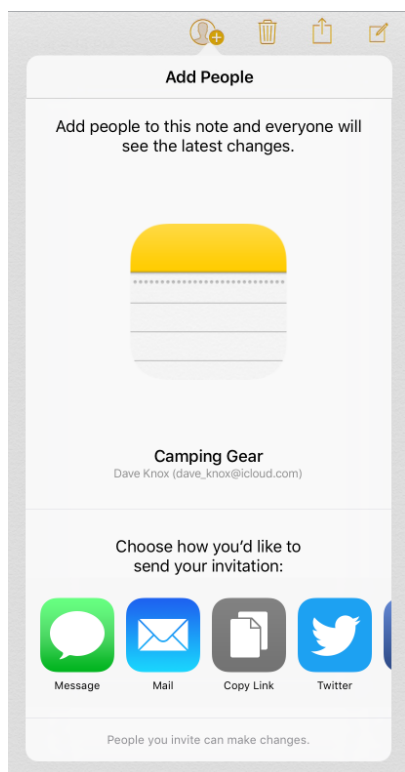 Add People
Add people to this note and everyone will
see the latest changes.
Camping Gear
Dave Knox (dave_knox@icloud.com)
Choose how you'd like to
send your invitation:
Message Mail Copy Link Twitter
People you invite can make changes.